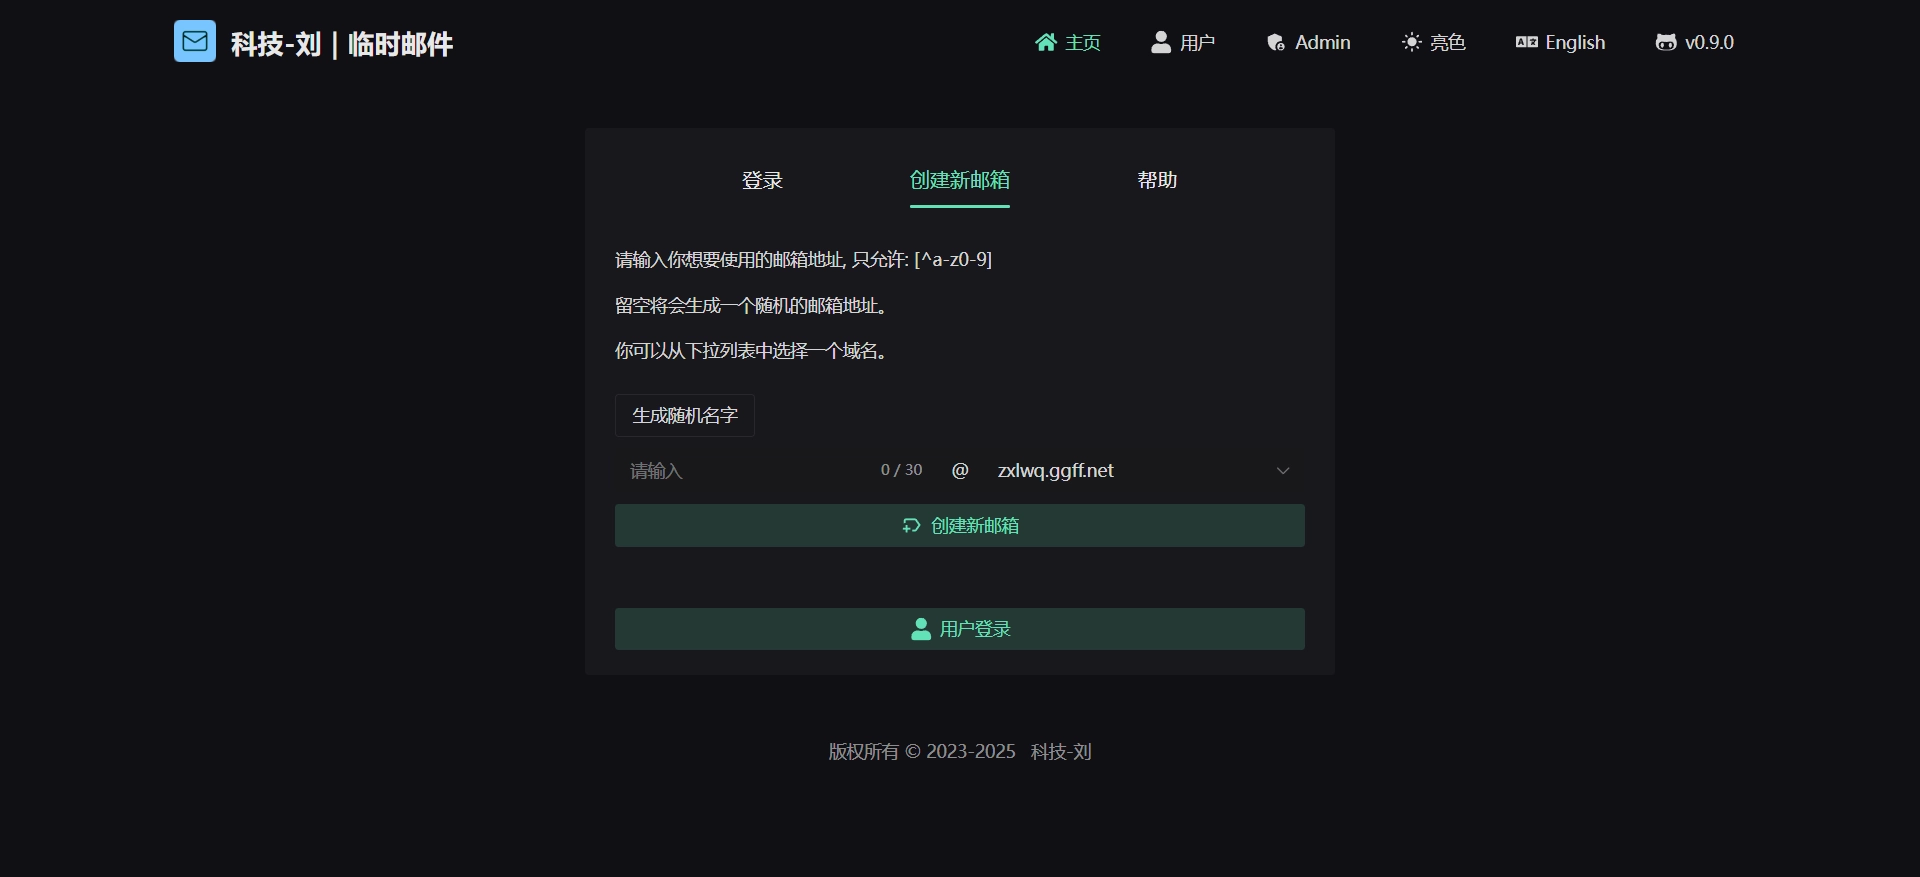 科技-刘 | 临时邮件
主页 用户 Admin 亮色 English v0.9.0
登录 创建新邮箱 帮助
请输入你想要使用的邮箱地址, 只允许: [^a-z0-9]
留空将会生成一个随机的邮箱地址。
你可以从下拉列表中选择一个域名。
生成随机名字
请输入 0 / 30 @ zxlwq.ggff.net
创建新邮箱
用户登录
版权所有 © 2023-2025 科技-刘